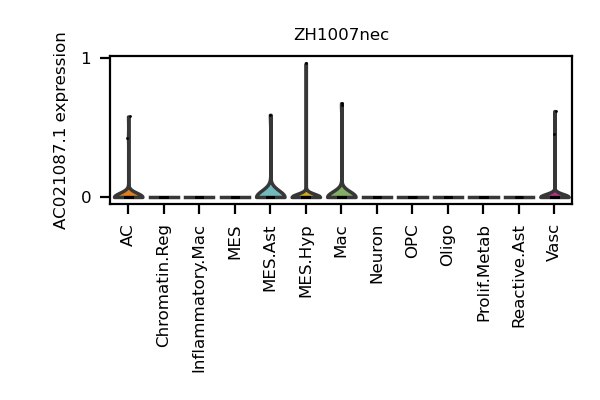 ZH1007nec
AC021087.1 expression
1
0
AC
Chromatin.Reg
Inflammatory.Mac
MES
MES.Ast
MES.Hyp
Mac
Neuron
OPC
Oligo
Prolif.Metab
Reactive.Ast
Vasc